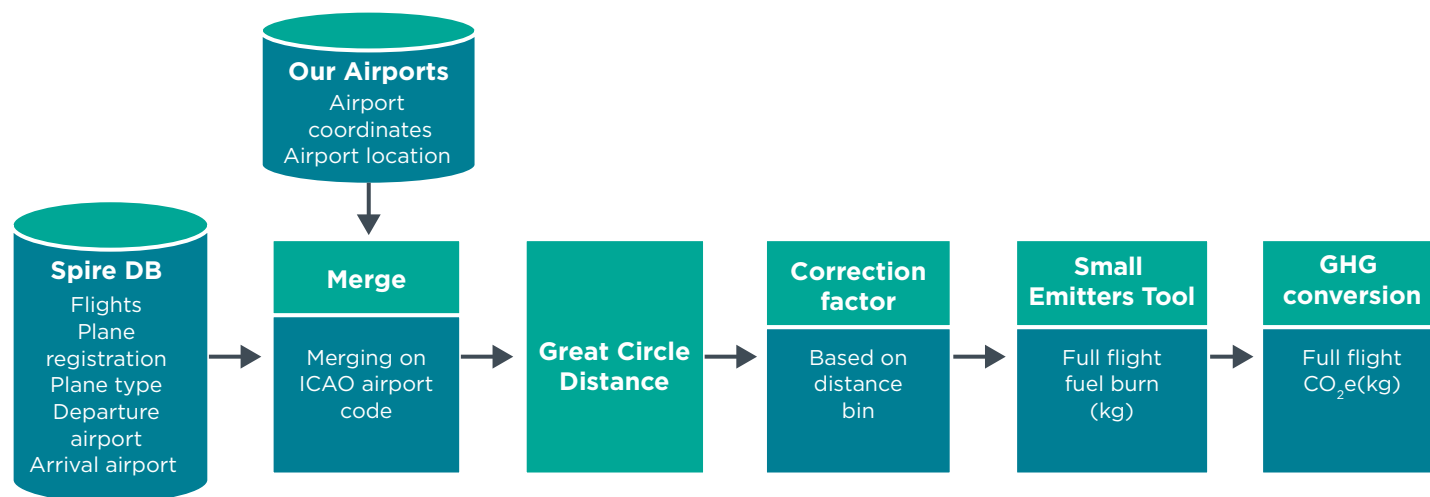 Our Airports
Airport
coordinates
Airport location
Spire DB
Flights
Plane
registration
Plane type
Departure
airport
Arrival airport
Merge
Merging on
ICAO airport
code
Great Circle
Distance
Correction
factor
Based on
distance
bin
Small
Emitters Tool
Full flight
fuel burn
(kg)
GHG
conversion
Full flight
CO₂e(kg)